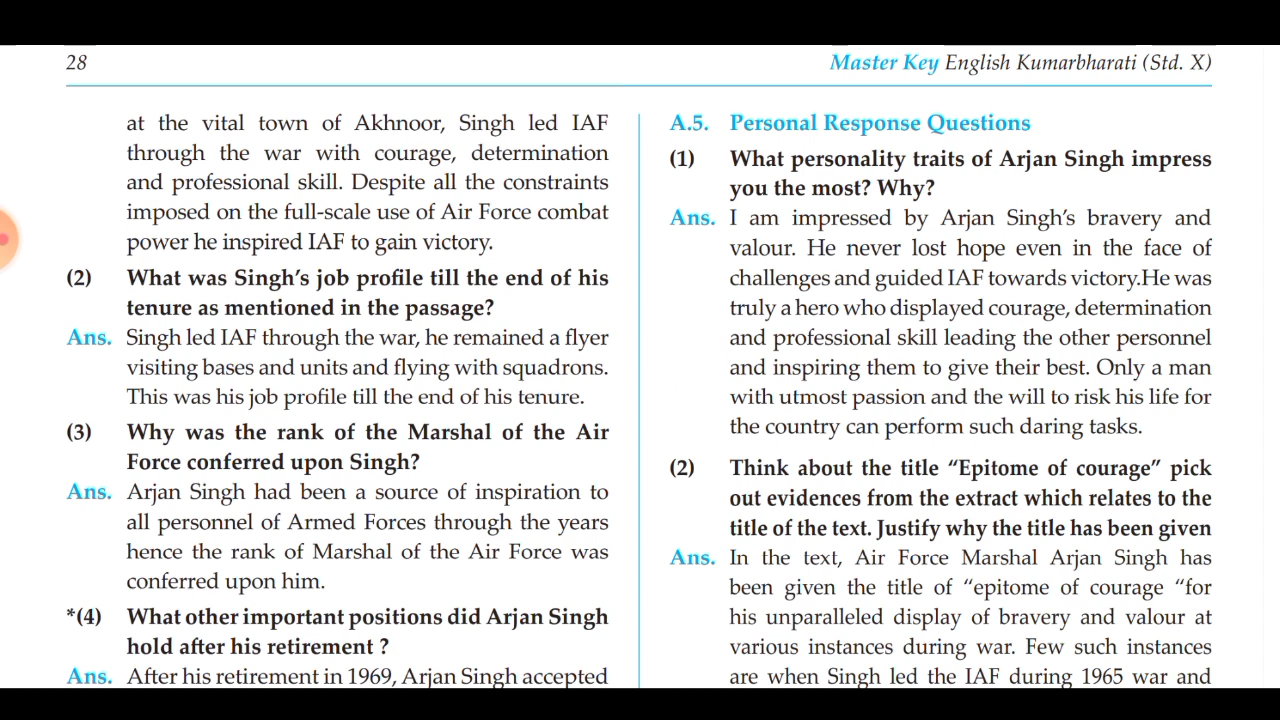 28
Master Key English Kumarbharati (Std. X)
at the vital town of Akhnoor, Singh led IAF
through the war with courage, determination
and professional skill. Despite all the constraints
imposed on the full-scale use of Air Force combat
power he inspired IAF to gain victory.
(2) What was Singh's job profile till the end of his
tenure as mentioned in the passage?
Ans. Singh led IAF through the war, he remained a flyer
visiting bases and units and flying with squadrons.
This was his job profile till the end of his tenure.
(3) Why was the rank of the Marshal of the Air
Force conferred upon Singh?
Ans. Arjan Singh had been a source of inspiration to
all personnel of Armed Forces through the years
hence the rank of Marshal of the Air Force was
conferred upon him.
*(4) What other important positions did Arjan Singh
hold after his retirement ?
Ans. After his retirement in 1969, Arjan Singh accepted
A.5. Personal Response Questions
(1) What personality traits of Arjan Singh impress
you the most? Why?
Ans. I am impressed by Arjan Singh's bravery and
valour. He never lost hope even in the face of
challenges and guided IAF towards victory.He was
truly a hero who displayed courage, determination
and professional skill leading the other personnel
and inspiring them to give their best. Only a man
with utmost passion and the will to risk his life for
the country can perform such daring tasks.
(2) Think about the title “Epitome of courage” pick
out evidences from the extract which relates to the
title of the text. Justify why the title has been given
Ans. In the text, Air Force Marshal Arjan Singh has
been given the title of “epitome of courage “for
his unparalleled display of bravery and valour at
various instances during war. Few such instances
are when Singh led the IAF during 1965 war and